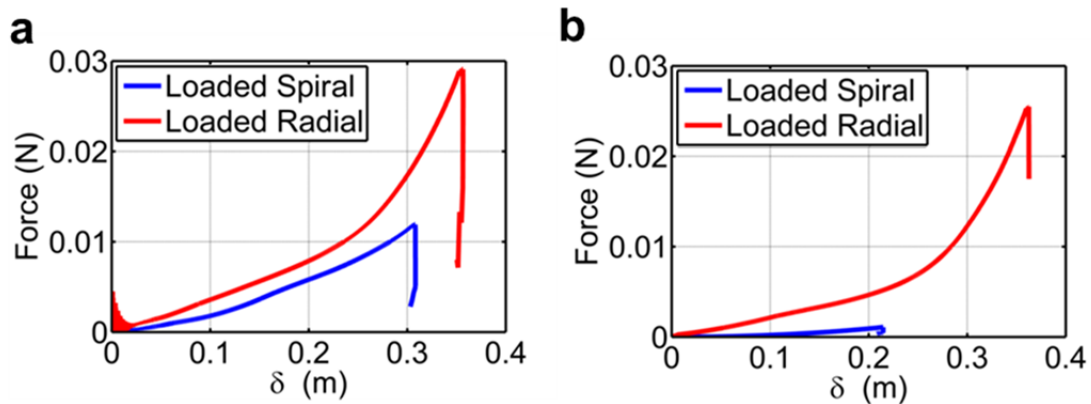 a
Loaded Spiral
Loaded Radial
Force (N)
0.03
0.02
0.01
0
0 0.1 0.2 0.3 0.4
δ (m)
b
Loaded Spiral
Loaded Radial
Force (N)
0.03
0.02
0.01
0
0 0.1 0.2 0.3 0.4
δ (m)